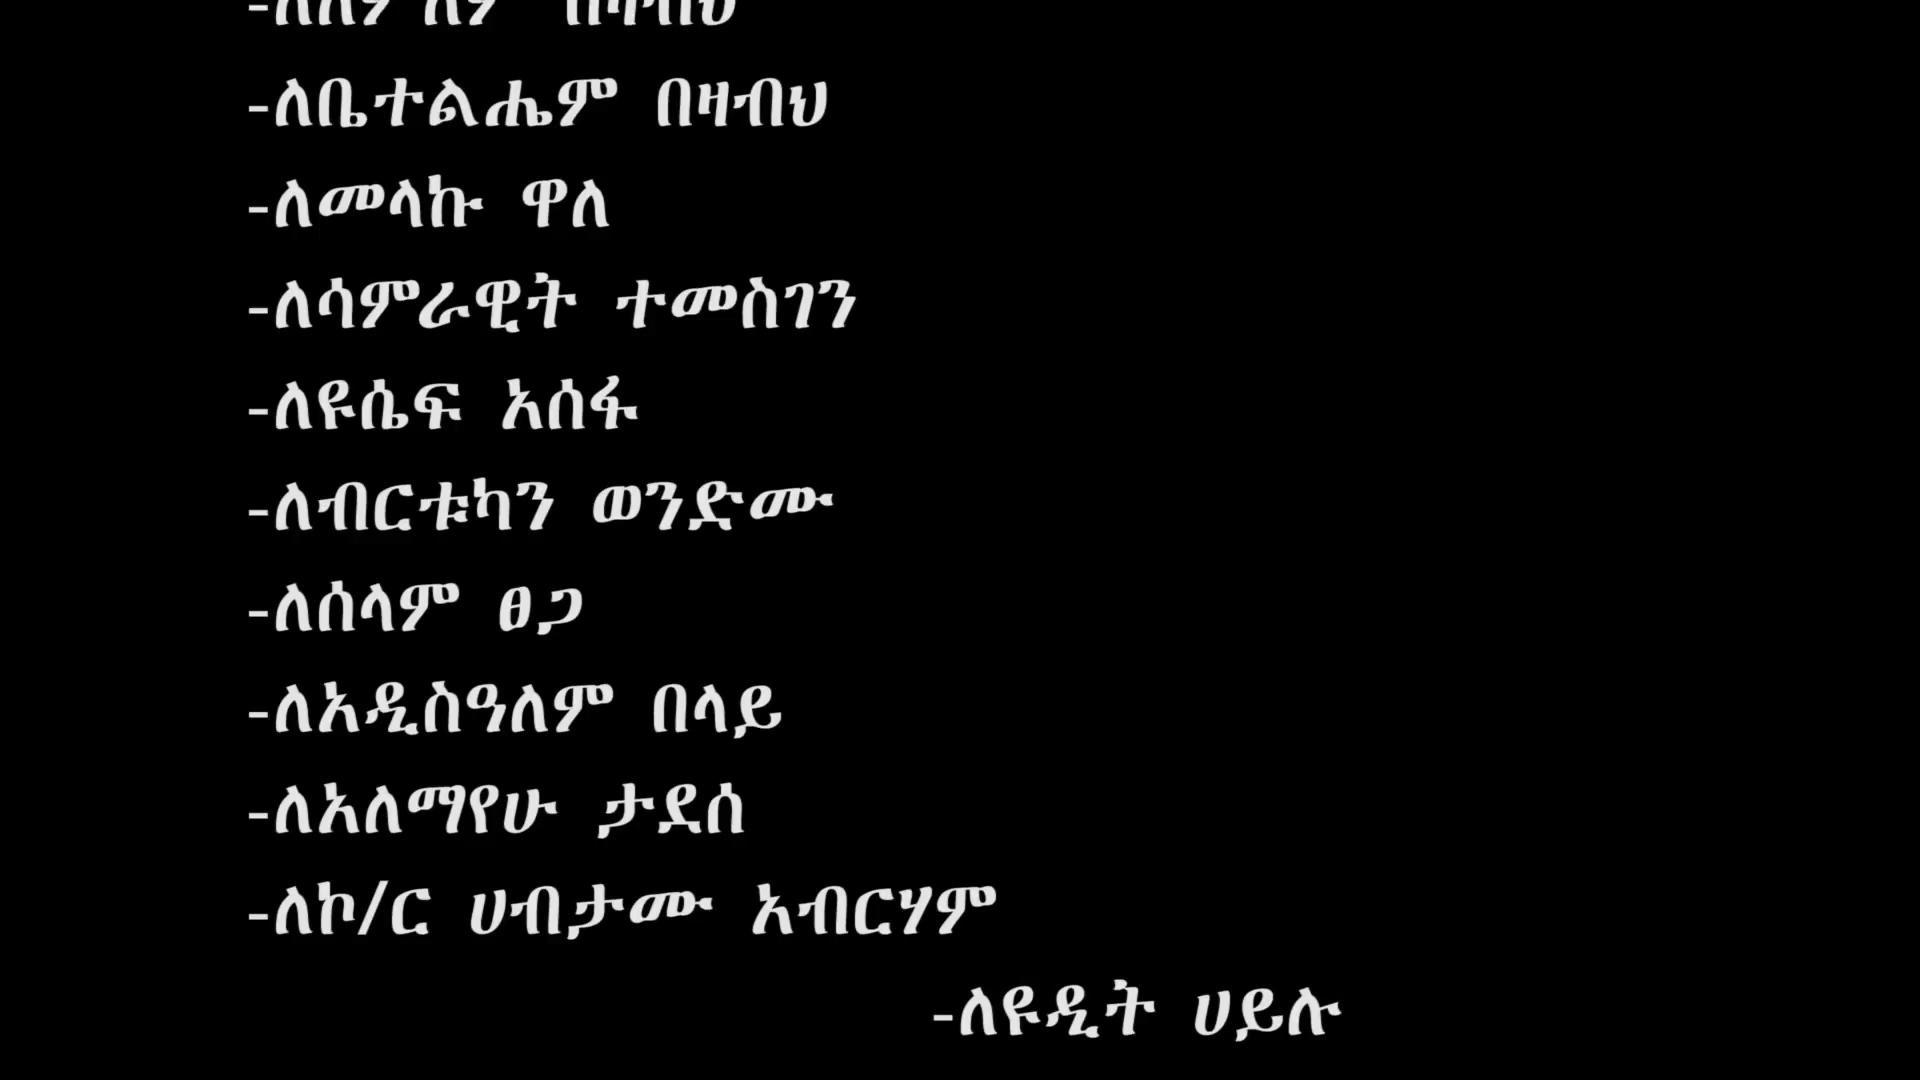 -ለቤተልሔም በዛብህ
-ለመላኩ ዋለ
-ለሳምራዊት ተመስገን
-ለዩሴፍ አሰፋ
-ለብርቱካን ወንድሙ
-ለሰላም ፀጋ
-ለአዲስዓለም በላይ
-ለአለማየሁ ታደሰ
-ለኮ/ር ሀብታሙ አብርሃም
-ለዩዲት ሀይሉ